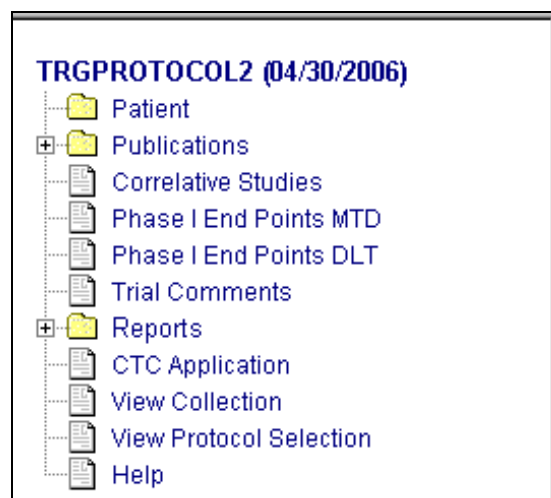 TRGPROTOCOL2 (04/30/2006)
Patient
Publications
Correlative Studies
Phase I End Points MTD
Phase I End Points DLT
Trial Comments
Reports
CTC Application
View Collection
View Protocol Selection
Help